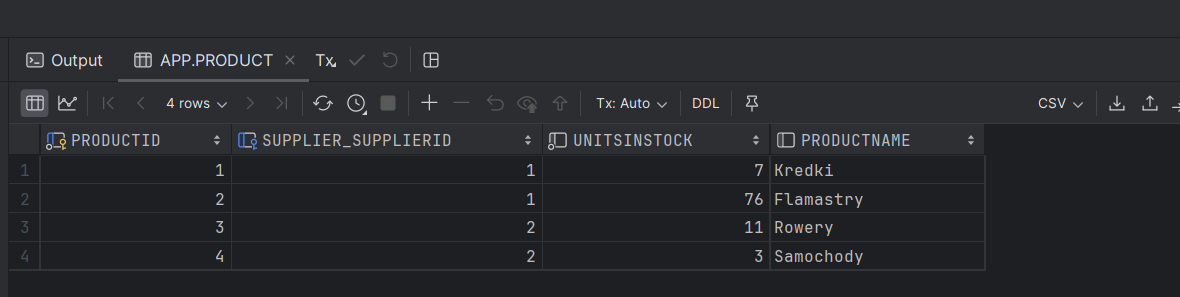 Output APP.PRODUCT Tx
4 rows Tx: Auto DDL CSV
PRODUCTID SUPPLIER_SUPPLIERID UNITSINSTOCK PRODUCTNAME
1 1 1 7 Kredki
2 2 1 76 Flamastry
3 3 2 11 Rowery
4 4 2 3 Samochody